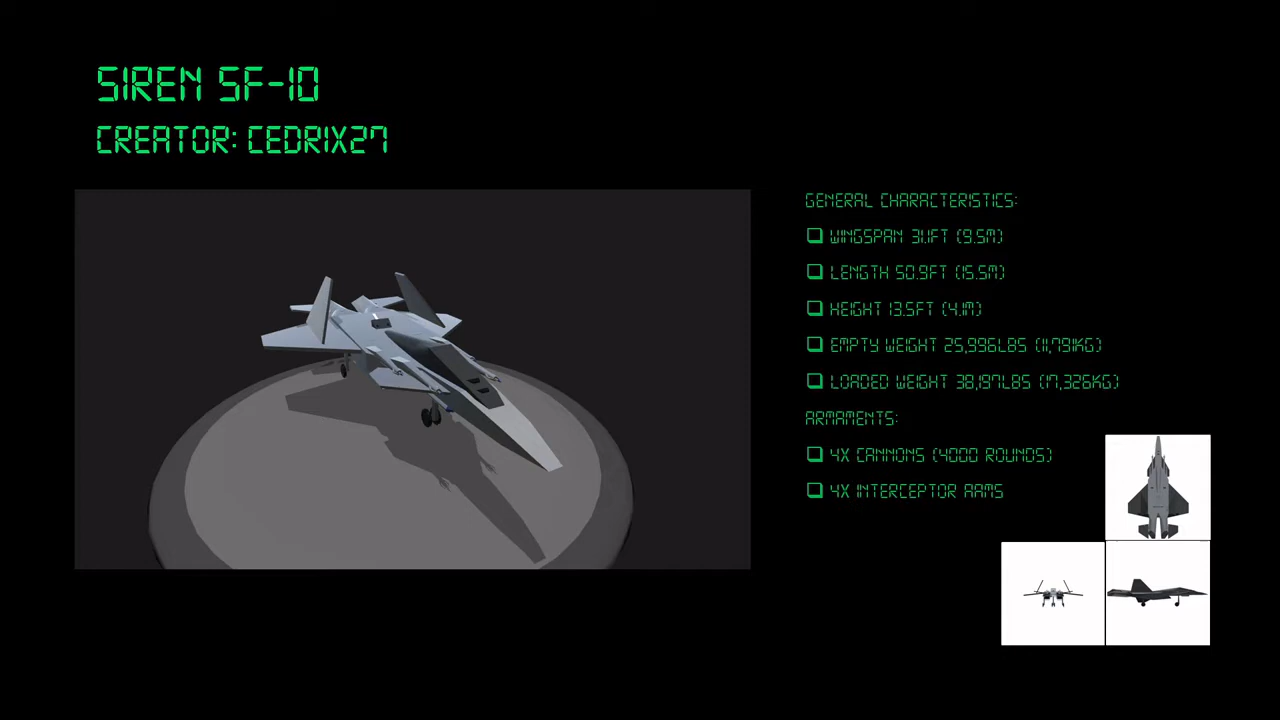 SIREN SF-10
CREATOR: CEDRIX27
GENERAL CHARACTERISTICS:
❑ WINGSPAN 31.1FT (9.5M)
❑ LENGTH 50.9FT (15.5M)
❑ HEIGHT 13.5FT (4.1M)
❑ EMPTY WEIGHT 25,996LBS (11,791KG)
❑ LOADED WEIGHT 38,197LBS (17,326KG)
ARMAMENTS:
❑ 4X CANNONS (4000 ROUNDS)
❑ 4X INTERCEPTOR AAMS